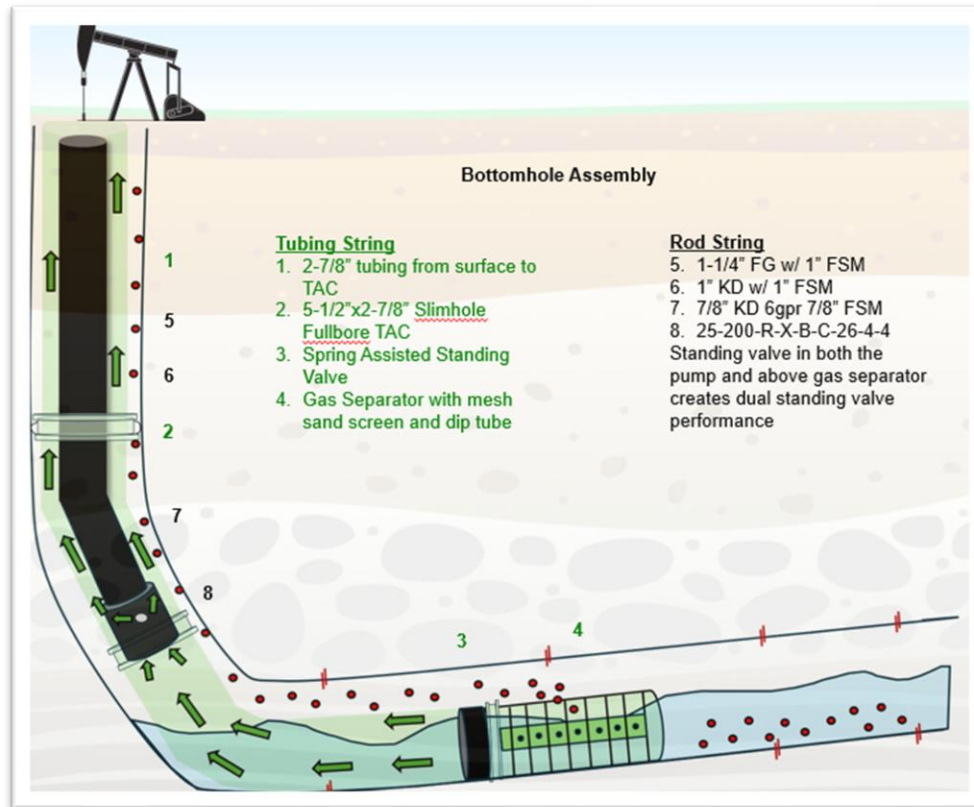 Bottomhole Assembly
Tubing String
1. 2-7/8" tubing from surface to
TAC
2. 5-1/2"x2-7/8" Slimhole
Fullbore TAC
3. Spring Assisted Standing
Valve
4. Gas Separator with mesh
sand screen and dip tube
Rod String
5. 1-1/4" FG w/ 1" FSM
6. 1" KD w/ 1" FSM
7. 7/8" KD 6gpr 7/8" FSM
8. 25-200-R-X-B-C-26-4-4
Standing valve in both the
pump and above gas separator
creates dual standing valve
performance
1
5
6
2
7
8
3
4